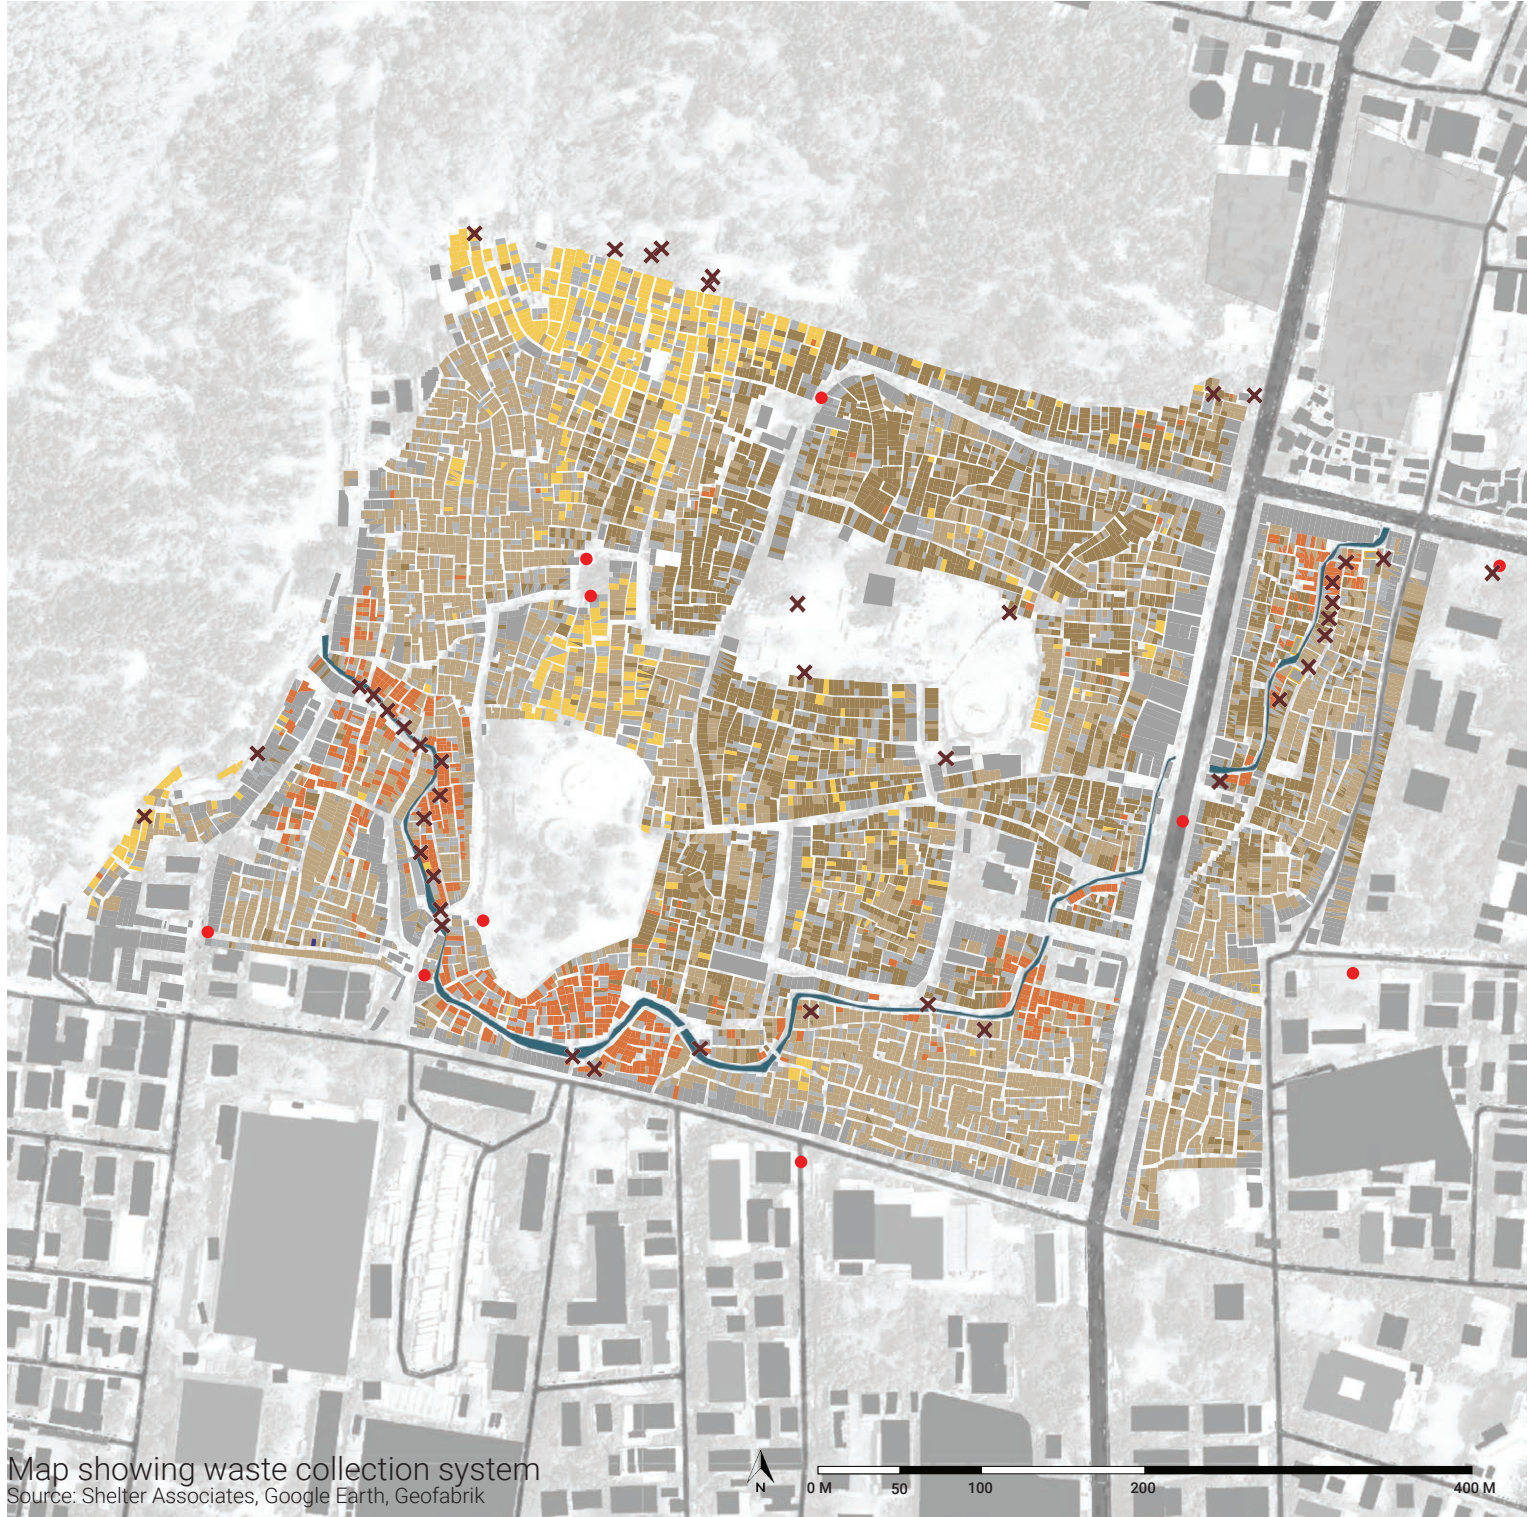 Map showing waste collection system
Source: Shelter Associates, Google Earth, Geofabrik
N
0 M 50 100 200 400 M